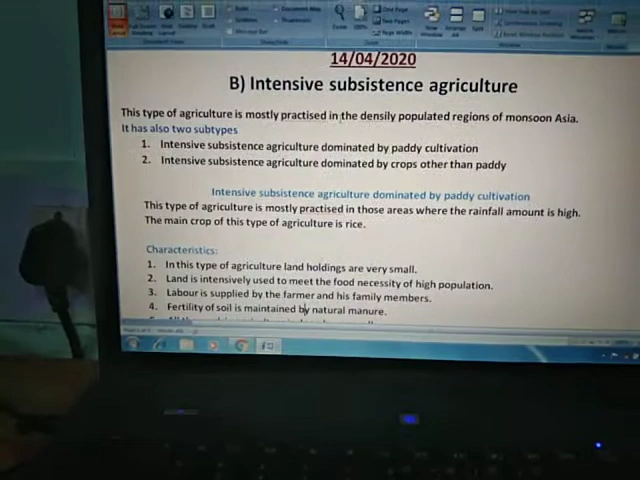 14/04/2020
B) Intensive subsistence agriculture
This type of agriculture is mostly practised in the densily populated regions of monsoon Asia.
It has also two subtypes
1. Intensive subsistence agriculture dominated by paddy cultivation
2. Intensive subsistence agriculture dominated by crops other than paddy
Intensive subsistence agriculture dominated by paddy cultivation
This type of agriculture is mostly practised in those areas where the rainfall amount is high.
The main crop of this type of agriculture is rice.
Characteristics:
1. In this type of agriculture land holdings are very small.
2. Land is intensively used to meet the food necessity of high population.
3. Labour is supplied by the farmer and his family members.
4. Fertility of soil is maintained by natural manure.